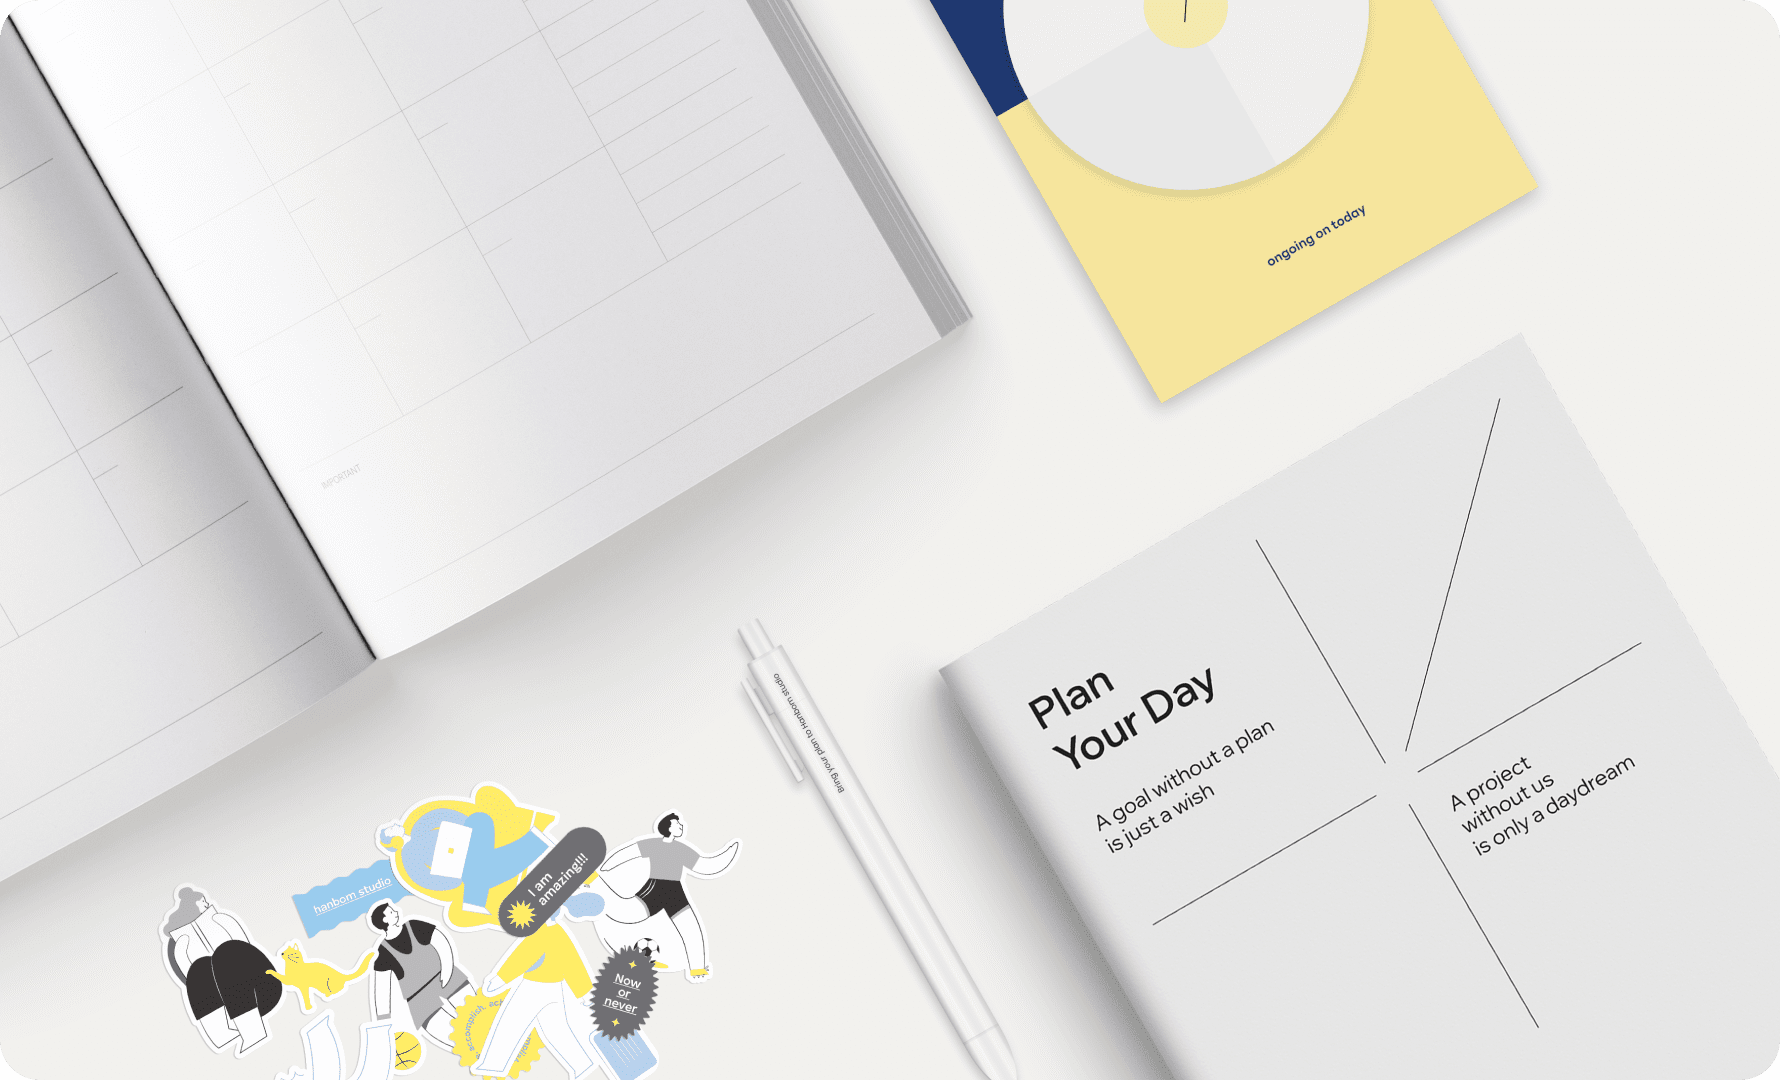 IMPORTANT
ongoing on today
Plan
Your Day
A goal without a plan
is just a wish
A project
without us
is only a daydream
Bring your plan to Hanbom studio
hanbom studio
I am
amazing!!!
Now
or
never
accomplish.